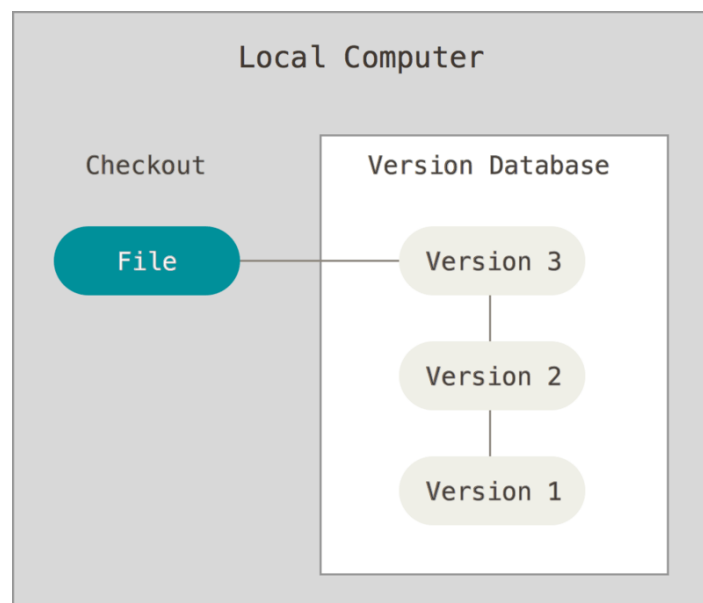 Local Computer
Checkout
Version Database
File
Version 3
Version 2
Version 1